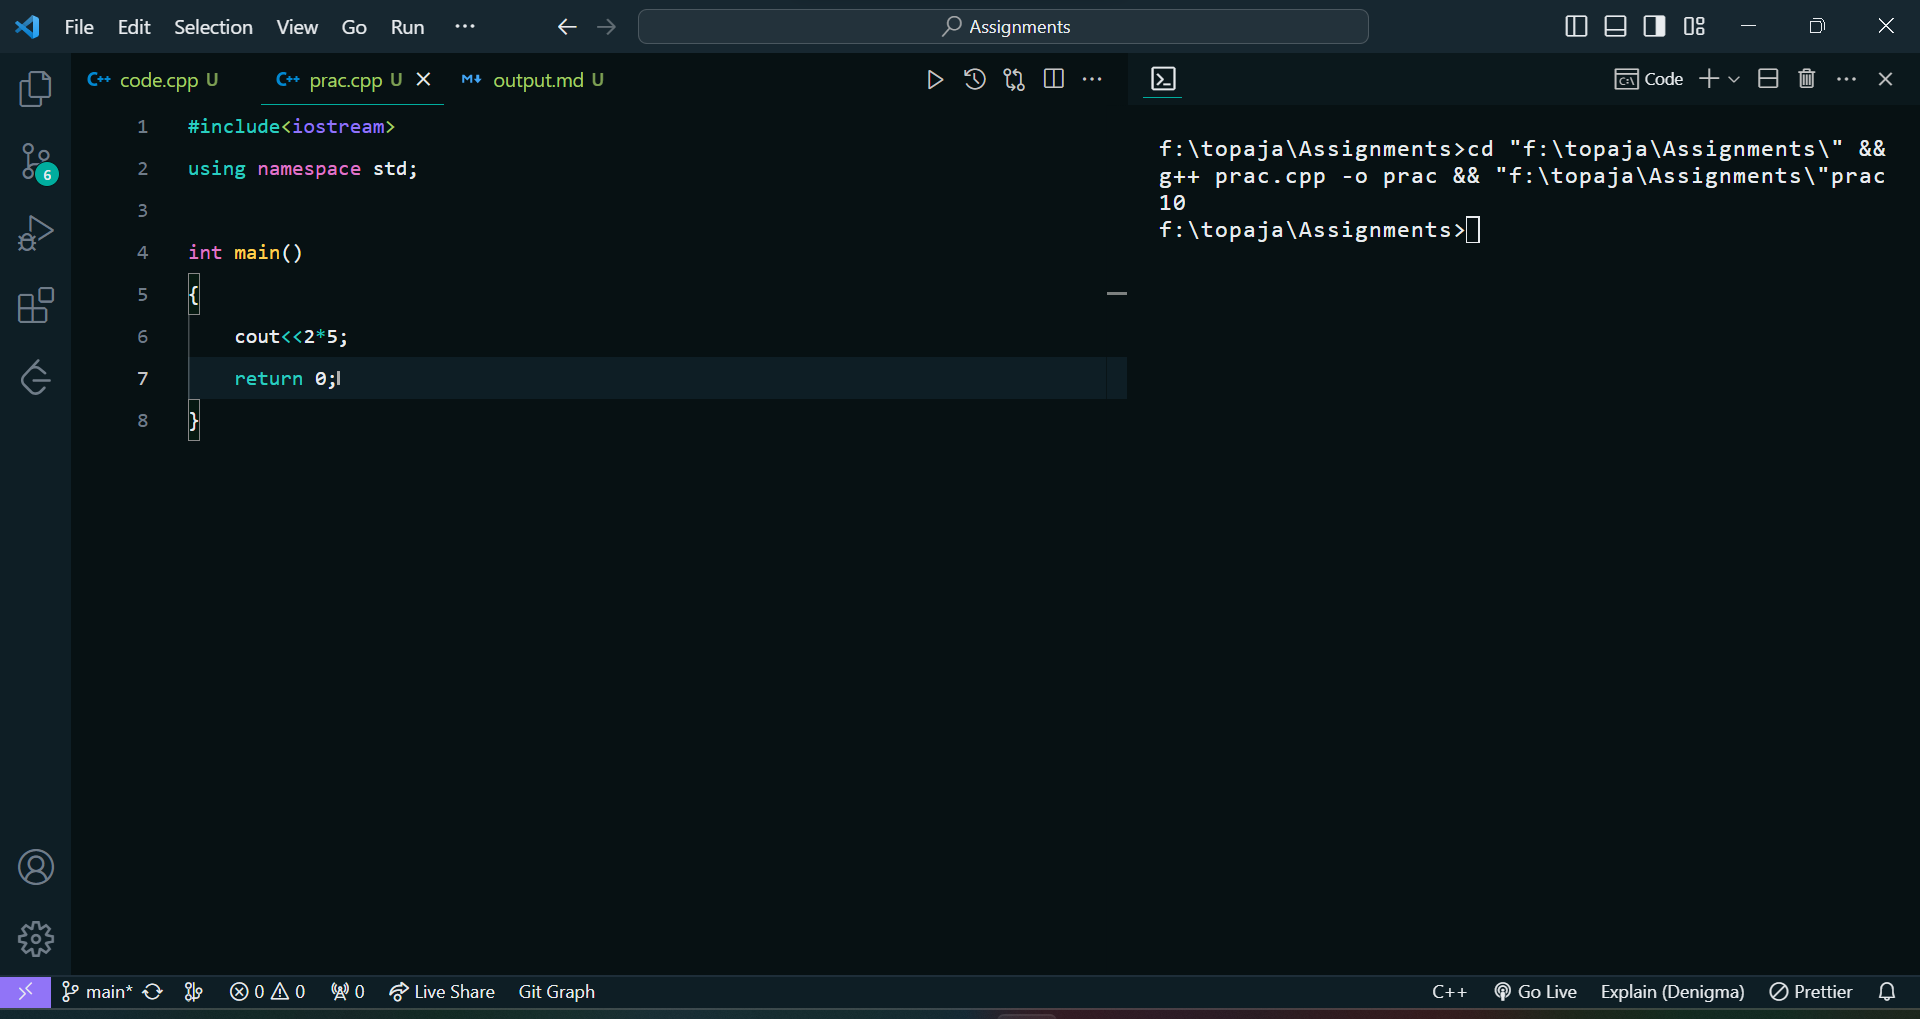 File Edit Selection View Go Run
Assignments
code.cpp U
prac.cpp U
output.md U
Code
1 #include<iostream>
2 using namespace std;
3
4 int main()
5 {
6 cout<<2*5;
7 return 0;
8 }
f:\topaja\Assignments>cd "f:\topaja\Assignments\" &&
g++ prac.cpp -o prac && "f:\topaja\Assignments\"prac
10
f:\topaja\Assignments>
6
main* 0 0 0 Live Share Git Graph
C++ Go Live Explain (Denigma) Prettier